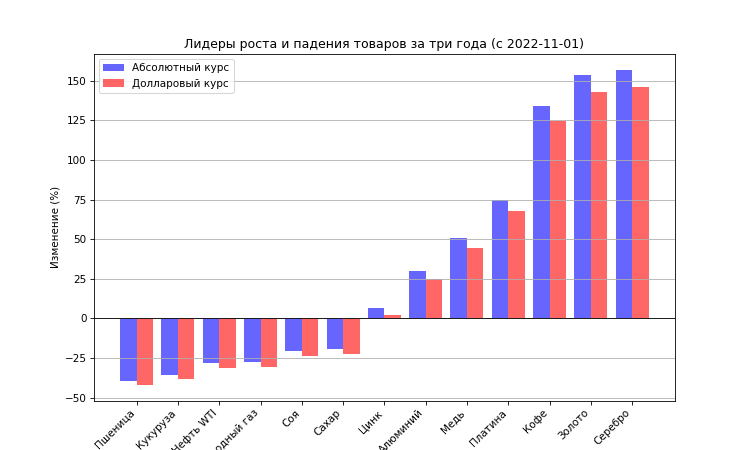 Лидеры роста и падения товаров за три года (с 2022-11-01)
Абсолютный курс
Долларовый курс
Изменение (%)
150
125
100
75
50
25
0
−25
−50
Пшеница
Кукуруза
Нефть WTI
одный газ
Соя
Сахар
Цинк
Алюминий
Медь
Платина
Кофе
Золото
Серебро